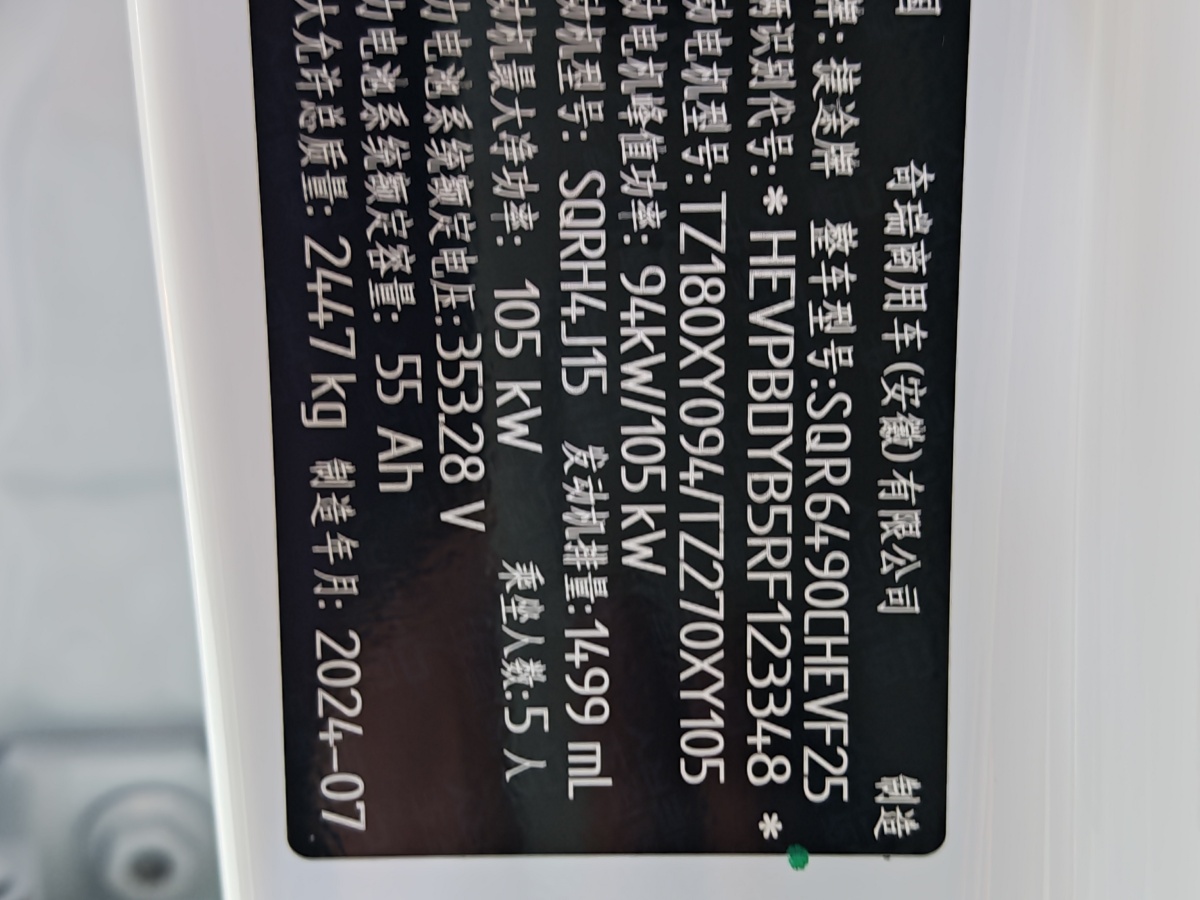 国 奇瑞商用车(安徽)有限公司 制造
牌: 捷途牌 整车型号:SQR6490CHEVF25
辆识别代号: *HEVPBDYB5RF123348*
动电机型号: TZ180XY094/TZ270XY105
动电机峰值功率: 94kW/105kW
动机型号: SQRH4J15 发动机排量:1499 mL
动机最大净功率: 105 kW 乘坐人数:5人
力电池系统额定电压:353.28 V
力电池系统额定容量: 55 Ah
大允许总质量: 2447 kg 制造年月: 2024-07